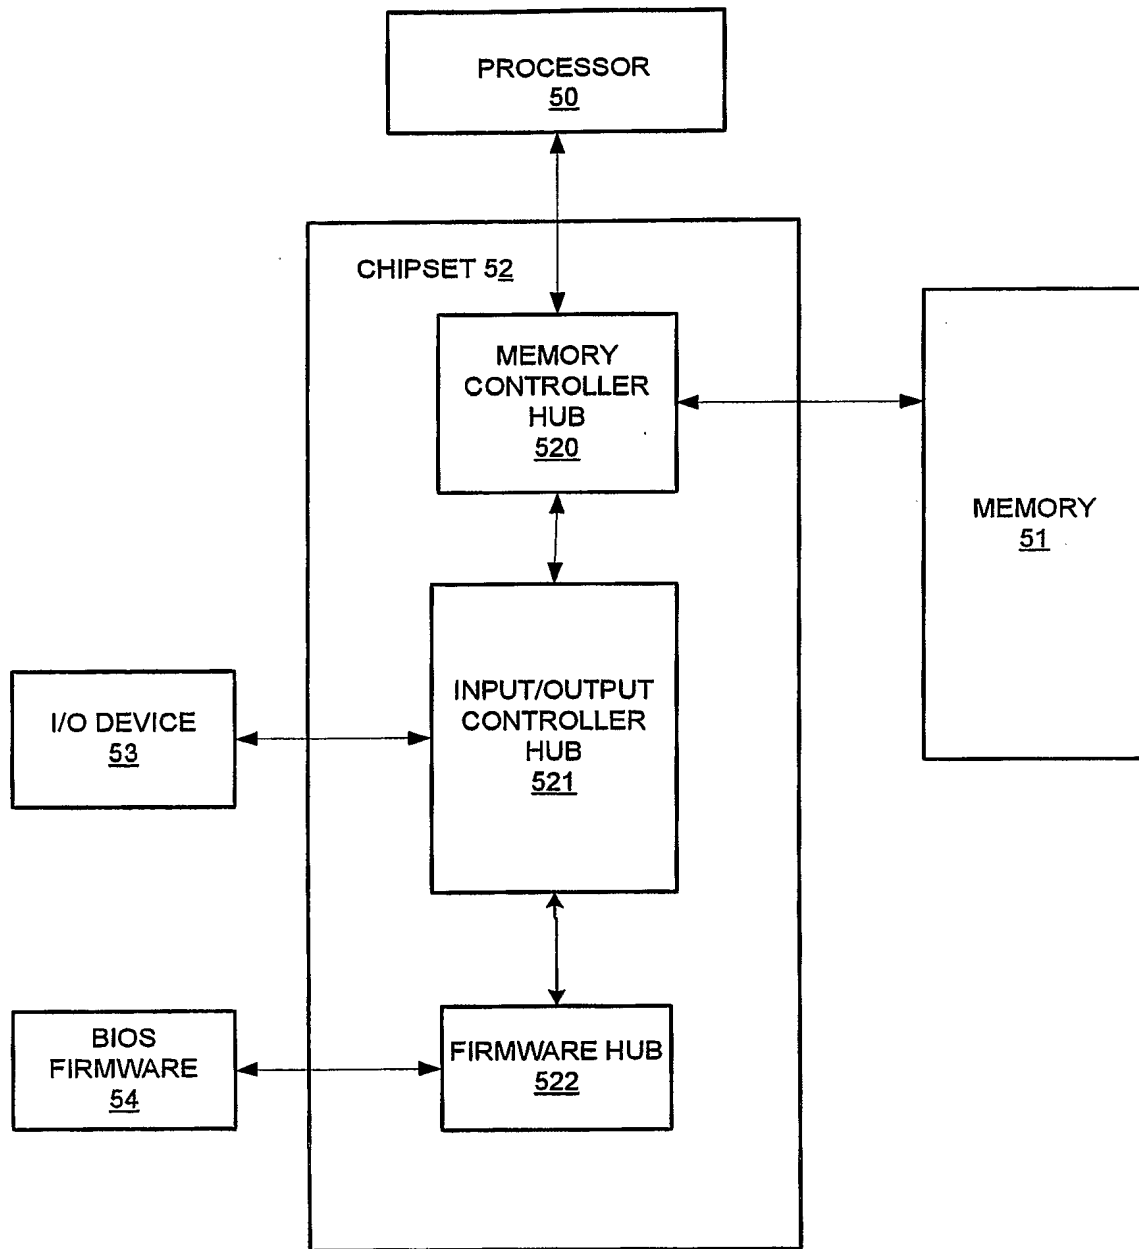 PROCESSOR
50
CHIPSET 52
MEMORY
CONTROLLER
HUB
520
MEMORY
51
INPUT/OUTPUT
CONTROLLER
HUB
521
I/O DEVICE
53
BIOS
FIRMWARE
54
FIRMWARE HUB
522